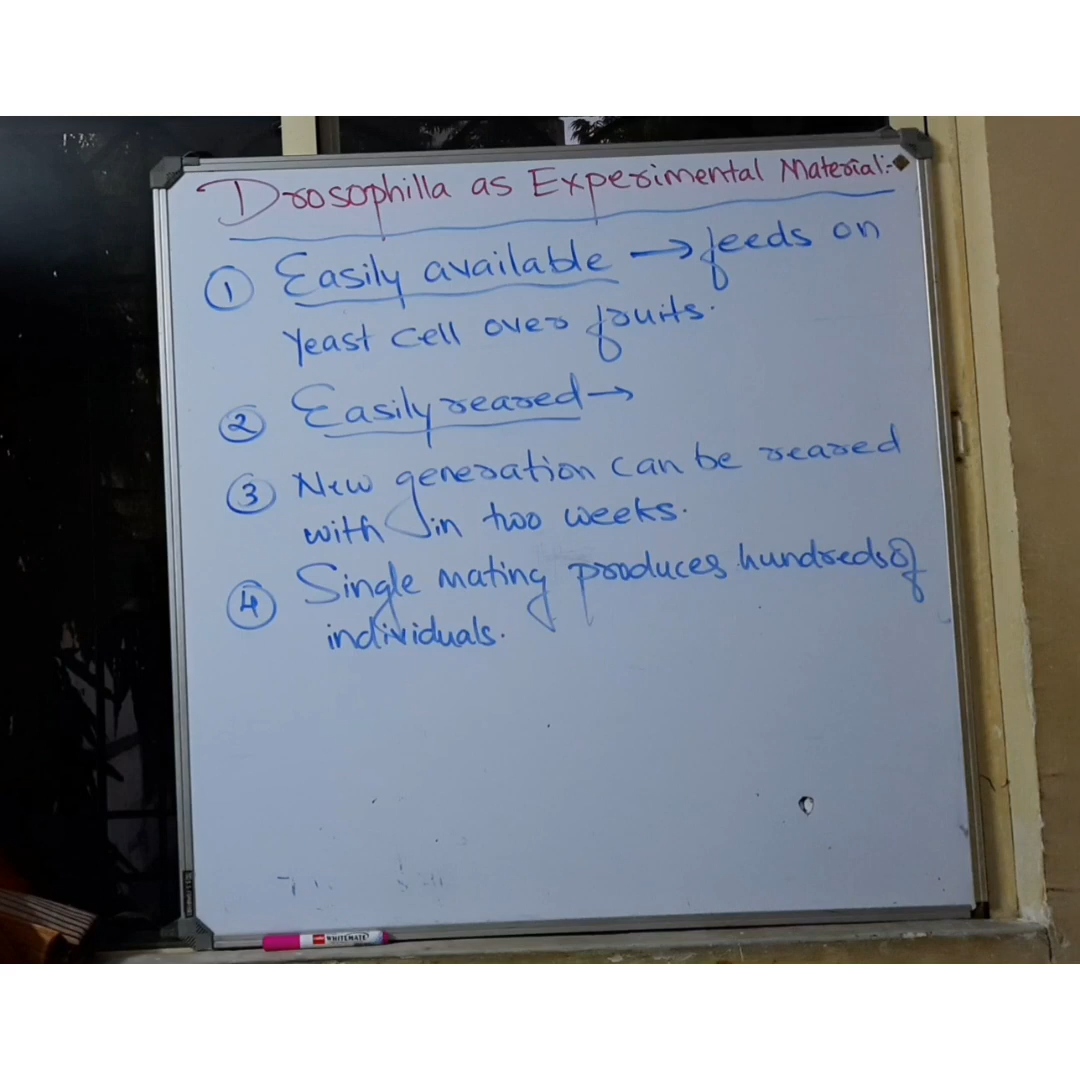 Drosophilla as Experimental Material:-
① Easily available → feeds on
Yeast cell over fruits.
② Easily reared →
③ New generation can be reared
with in two weeks.
④ Single mating produces hundreds of
individuals.
WHITEMATE